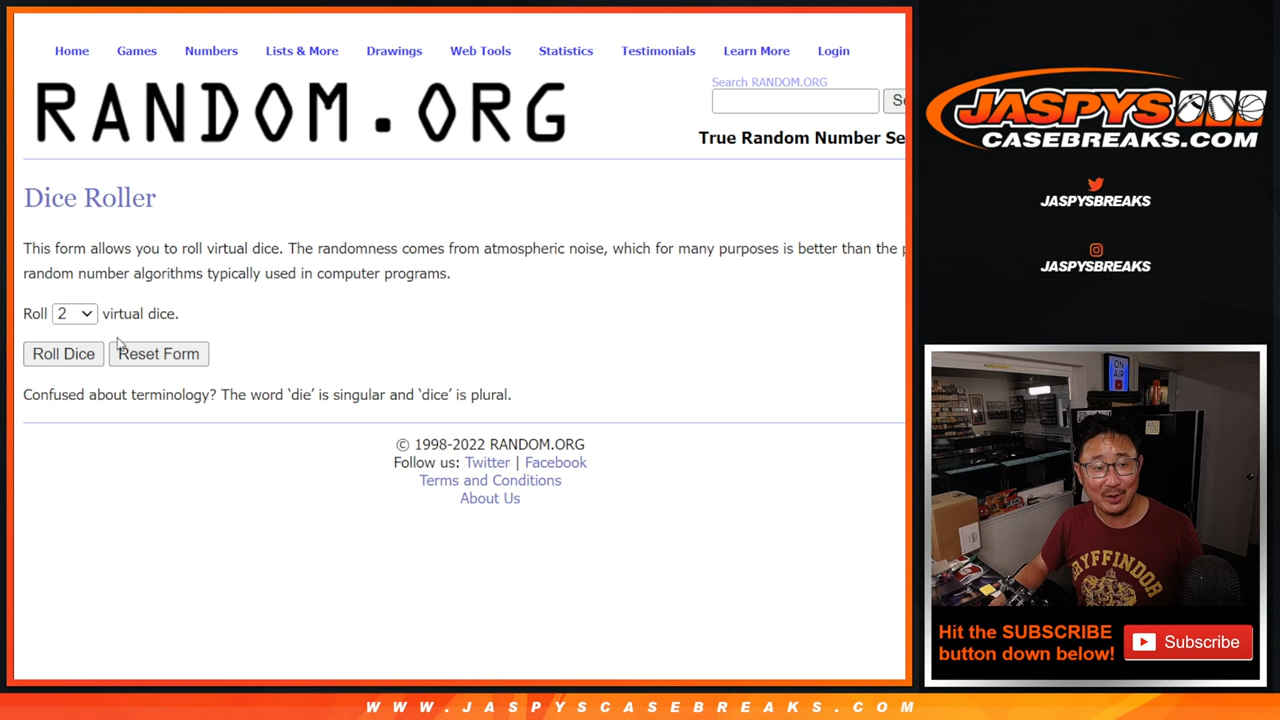 Home Games Numbers Lists & More Drawings Web Tools Statistics Testimonials Learn More Login
RANDOM.ORG
Search RANDOM.ORG
True Random Number Se
Dice Roller
This form allows you to roll virtual dice. The randomness comes from atmospheric noise, which for many purposes is better than the p
random number algorithms typically used in computer programs.
Roll 2 virtual dice.
Roll Dice Reset Form
Confused about terminology? The word ‘die’ is singular and ‘dice’ is plural.
© 1998-2022 RANDOM.ORG
Follow us: Twitter | Facebook
Terms and Conditions
About Us
JASPYS
CASEBREAKS.COM
JASPYSBREAKS
JASPYSBREAKS
ON
AIR
GRYFFINDOR
Hit the SUBSCRIBE
button down below!
Subscribe
WWW.JASPYSCASEBREAKS.COM